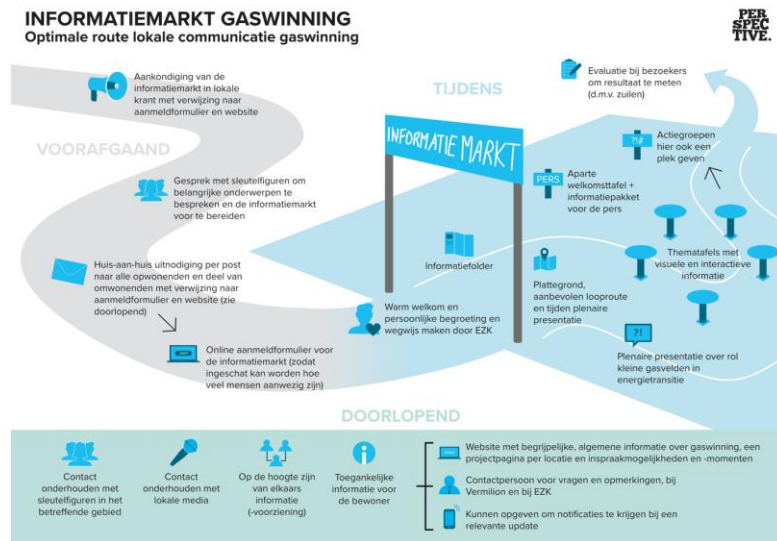 INFORMATIEMARKT GASWINNING
Optimale route lokale communicatie gaswinning
PER
SPEC
TIVE.
VOORAFGAAND
Aankondiging van de
informatiemarkt in lokale
krant met verwijzing naar
aanmeldformulier en website
Gesprek met sleutelfiguren om
belangrijke onderwerpen te
bespreken en de informatiemarkt
voor te bereiden
Huis-aan-huis uitnodiging per post
naar alle opwonenden en deel van
omwonenden met verwijzing naar
aanmeldformulier en website (zie
doorlopend)
Online aanmeldformulier voor
de informatiemarkt (zodat
ingeschat kan worden hoe
veel mensen aanwezig zijn)
TIJDENS
INFORMATIEMARKT
Informatiefolder
Warm welkom en
persoonlijke begroeting en
wegwijs maken door EZK
PERS
Aparte
welkomsttafel +
informatiepakket
voor de pers
Plattegrond,
aanbevolen looproute
en tijden plenaire
presentatie
Thematafels met
visuele en interactieve
informatie
?!
Plenaire presentatie over rol
kleine gasvelden in
energietransitie
?!#
Actiegroepen
hier ook een
plek geven
Evaluatie bij bezoekers
om resultaat te meten
(d.m.v. zuilen)
DOORLOPEND
Contact
onderhouden met
sleutelfiguren in het
betreffende gebied
Contact
onderhouden met
lokale media
Op de hoogte zijn
van elkaars
informatie
(-voorziening)
Toegankelijke
informatie voor
de bewoner
Website met begrijpelijke, algemene informatie over gaswinning, een
projectpagina per locatie en inspraakmogelijkheden en -momenten
Contactpersoon voor vragen en opmerkingen, bij
Vermilion en bij EZK
Kunnen opgeven om notificaties te krijgen bij een
relevante update